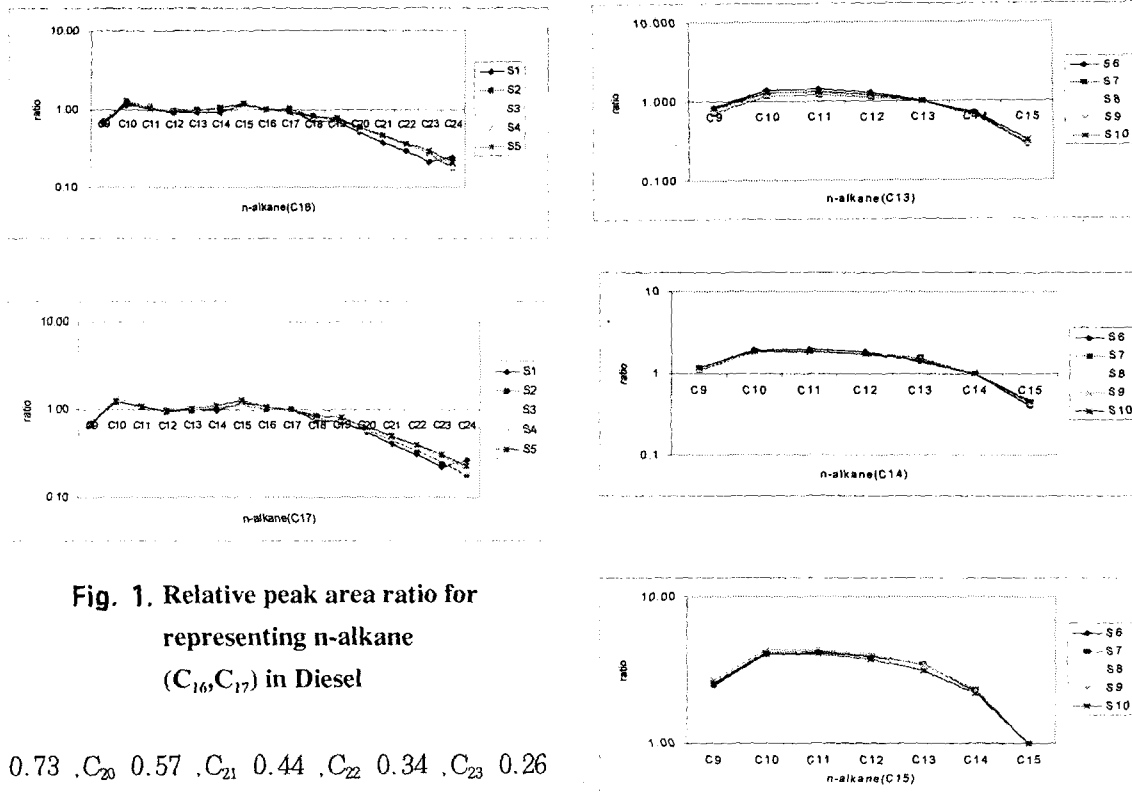 10.00
1.00
0.10
ratio
C9 C10 C11 C12 C13 C14 C15 C16 C17 C18 C19 C20 C21 C22 C23 C24
n-alkane(C16)
S1
S2
S3
S4
S5
10.00
1.00
0.10
ratio
C9 C10 C11 C12 C13 C14 C15 C16 C17 C18 C19 C20 C21 C22 C23 C24
n-alkane(C17)
S1
S2
S3
S4
S5
Fig. 1. Relative peak area ratio for
representing n-alkane
(C₁₆,C₁₇) in Diesel
0.73 ,C₂₀ 0.57 ,C₂₁ 0.44 ,C₂₂ 0.34 ,C₂₃ 0.26
10.000
1.000
0.100
ratio
C9 C10 C11 C12 C13 C14 C15
n-alkane(C13)
S6
S7
S8
S9
S10
10
1
0.1
ratio
C9 C10 C11 C12 C13 C14 C15
n-alkane(C14)
S6
S7
S8
S9
S10
10.00
1.00
ratio
C9 C10 C11 C12 C13 C14 C15
n-alkane(C15)
S6
S7
S8
S9
S10